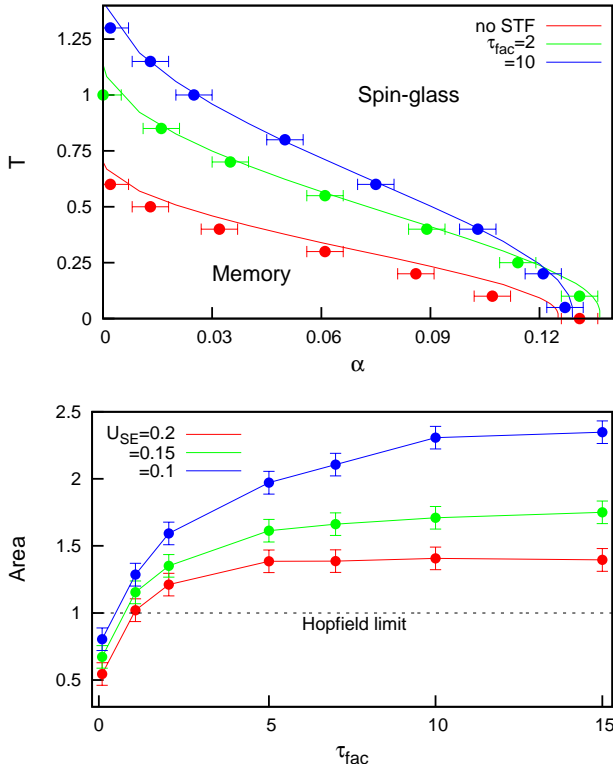 no STF
τfac=2
=10
Spin-glass
Memory
T
1.25
1
0.75
0.5
0.25
0
0
0.03
0.06
0.09
0.12
α
USE=0.2
=0.15
=0.1
Hopfield limit
Area
2.5
2
1.5
1
0.5
0
5
10
15
τfac